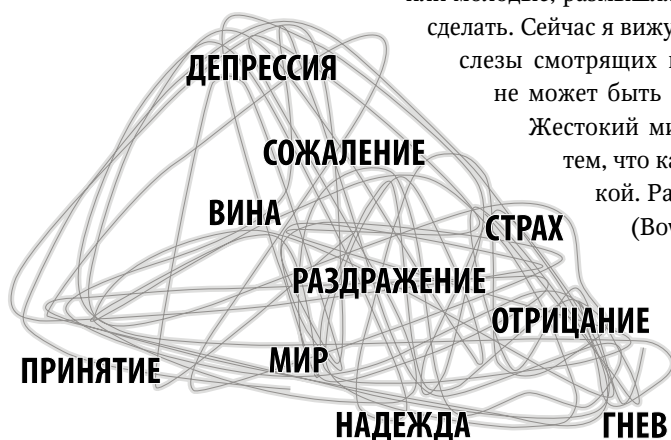 сделать. Сейчас я вижу
слезы смотрящих
не может быть
Жестокий
тем, что
кой.
ДЕПРЕССИЯ
СОЖАЛЕНИЕ
ВИНА
СТРАХ
РАЗДРАЖЕНИЕ
ОТРИЦАНИЕ
МИР
ПРИНЯТИЕ
НАДЕЖДА
ГНЕВ